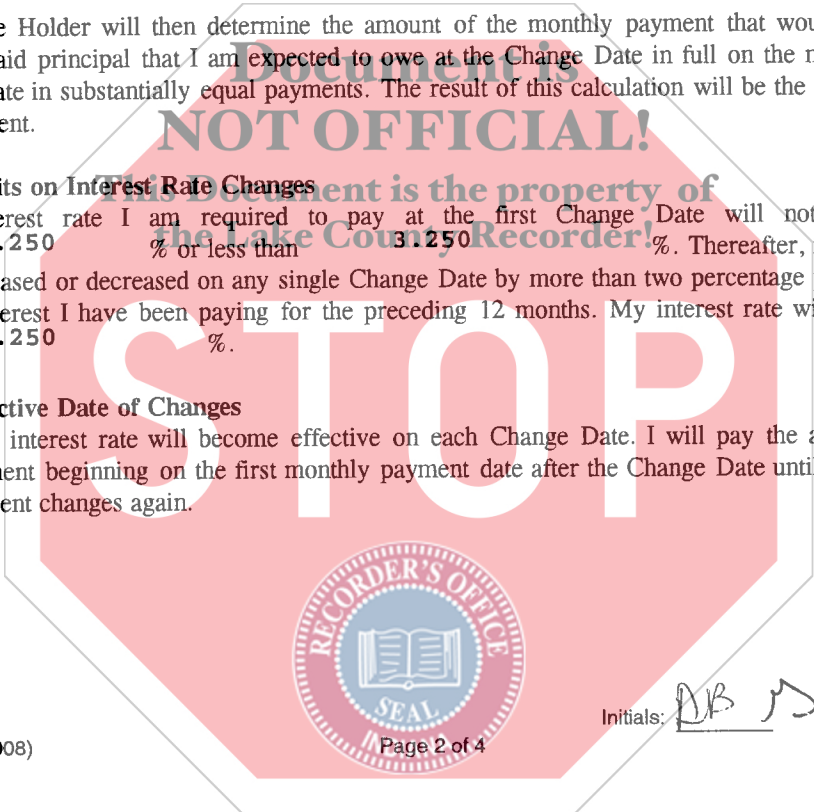 e Holder will then determine the amount of the monthly payment that wou
aid principal that I am expected to owe at the Change Date in full on the m
ate in substantially equal payments. The result of this calculation will be the
ent.
Document is
NOT OFFICIAL!
This Document is the property of
the Lake County Recorder!
its on Interest Rate Changes
erest rate I am required to pay at the first Change Date will not
.250 % or less than 3.250 %. Thereafter,
ased or decreased on any single Change Date by more than two percentage
erest I have been paying for the preceding 12 months. My interest rate wi
.250 %.
STOP
ctive Date of Changes
interest rate will become effective on each Change Date. I will pay the a
ent beginning on the first monthly payment date after the Change Date until
ent changes again.
RECORDER'S OFFICE
SEAL
INDIANA
Initials: DB
008)
Page 2 of 4